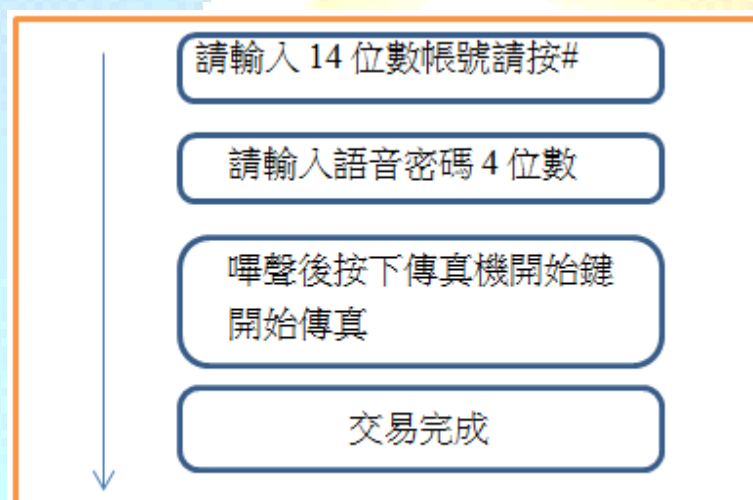 請輸入 14 位數帳號請按#
請輸入語音密碼 4 位數
嗶聲後按下傳真機開始鍵
開始傳真
交易完成